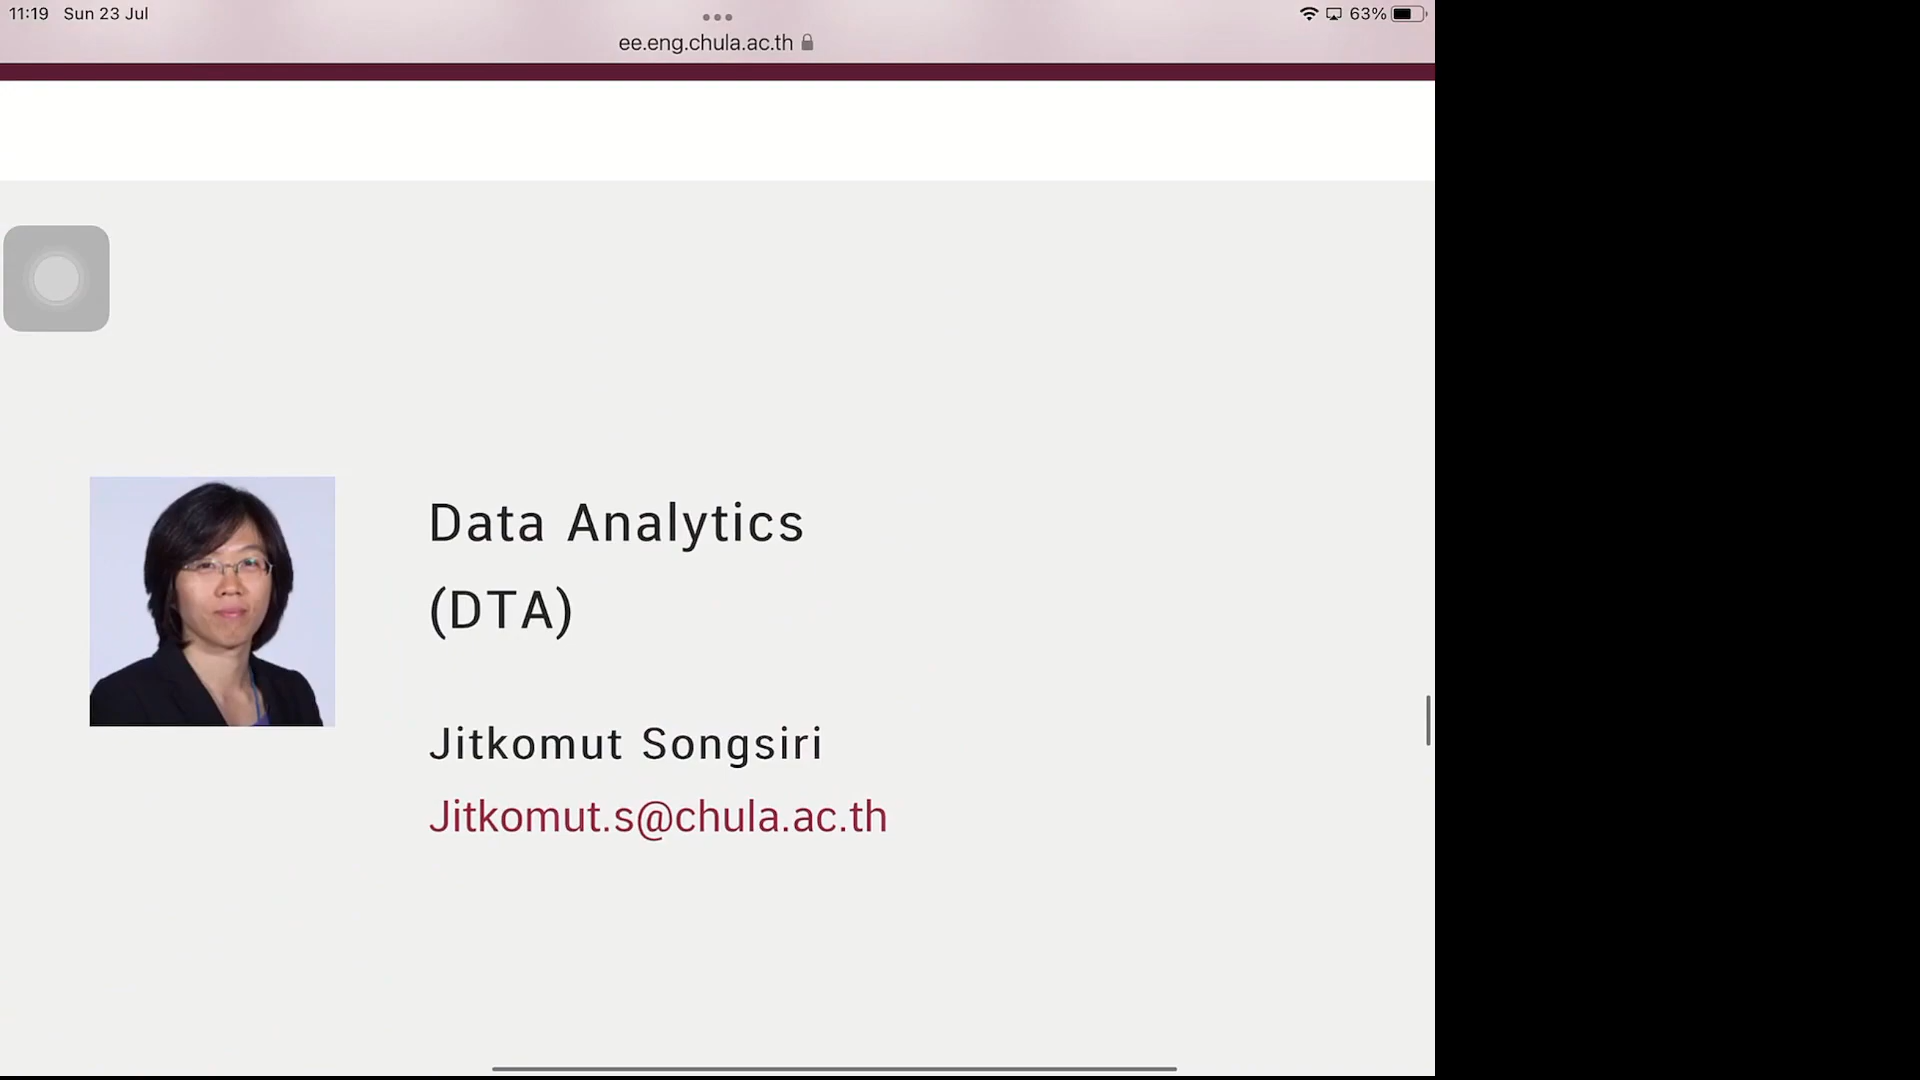 11:19 Sun 23 Jul
63%
ee.eng.chula.ac.th
Data Analytics
(DTA)
Jitkomut Songsiri
Jitkomut.s@chula.ac.th